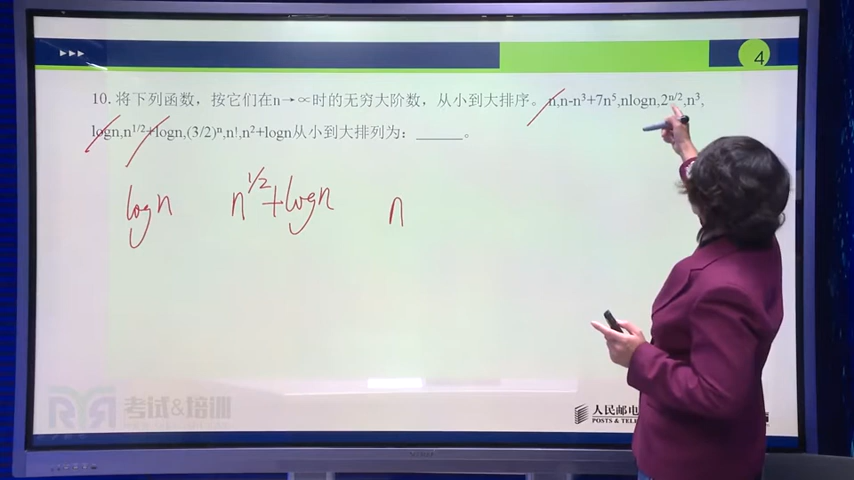 ▶▶▶
4
10. 将下列函数，按它们在n→∞时的无穷大阶数，从小到大排序。n,n-n³+7n⁵,nlogn,2ⁿ/²,n³,
logn,n¹/²+logn,(3/2)ⁿ,n!,n²+logn从小到大排列为：_____。
logn n¹/²+logn n
考试&培训
人民邮电
POSTS & TELE